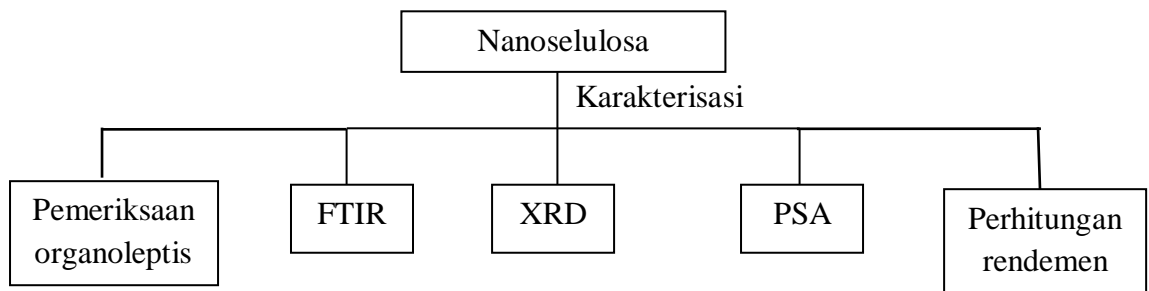 Nanoselulosa
Karakterisasi
Pemeriksaan
organoleptis
FTIR
XRD
PSA
Perhitungan
rendemen